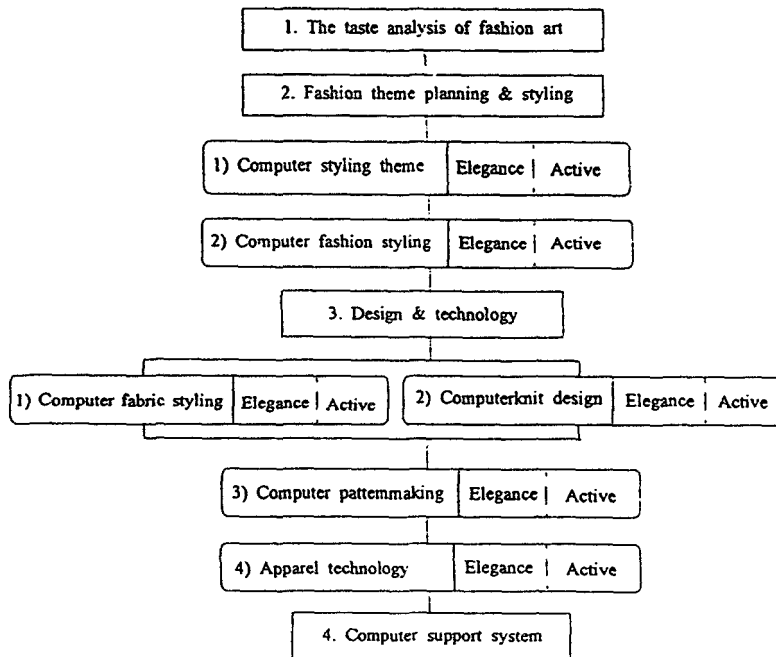 1. The taste analysis of fashion art
2. Fashion theme planning & styling
1) Computer styling theme Elegance Active
2) Computer fashion styling Elegance Active
3. Design & technology
1) Computer fabric styling Elegance Active
2) Computerknit design Elegance Active
3) Computer pattemmaking Elegance Active
4) Apparel technology Elegance Active
4. Computer support system